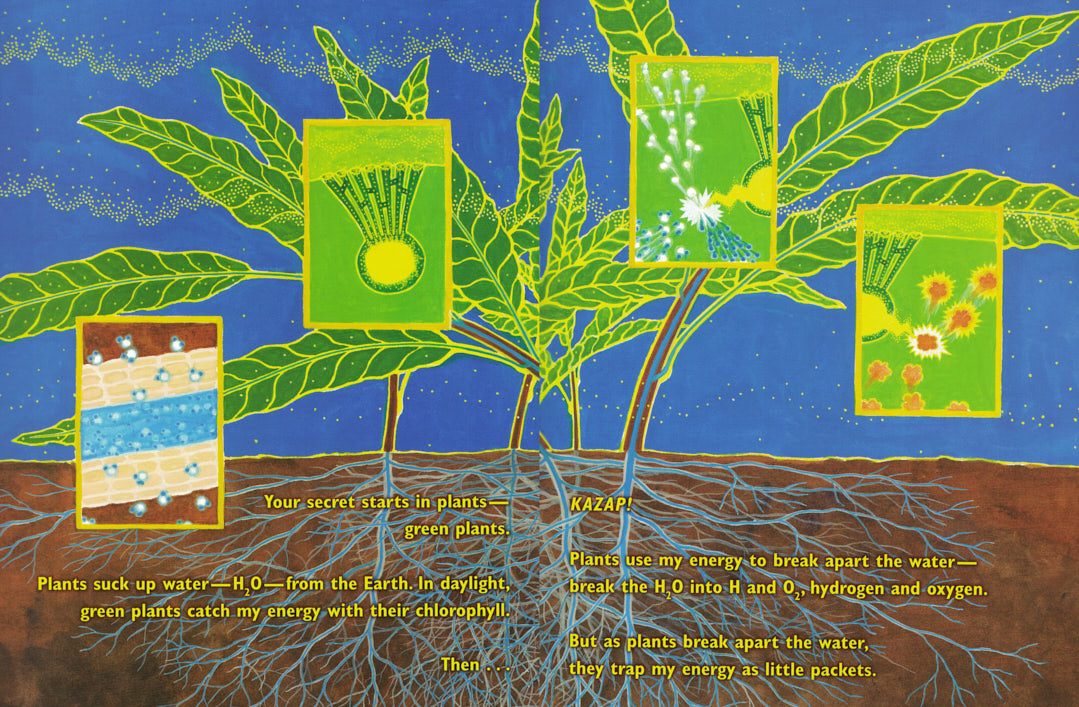 Your secret starts in plants—
green plants.
Plants suck up water—H₂O—from the Earth. In daylight,
green plants catch my energy with their chlorophyll.
Then . . .
KAZAP!
Plants use my energy to break apart the water—
break the H₂O into H and O₂, hydrogen and oxygen.
But as plants break apart the water,
they trap my energy as little packets.